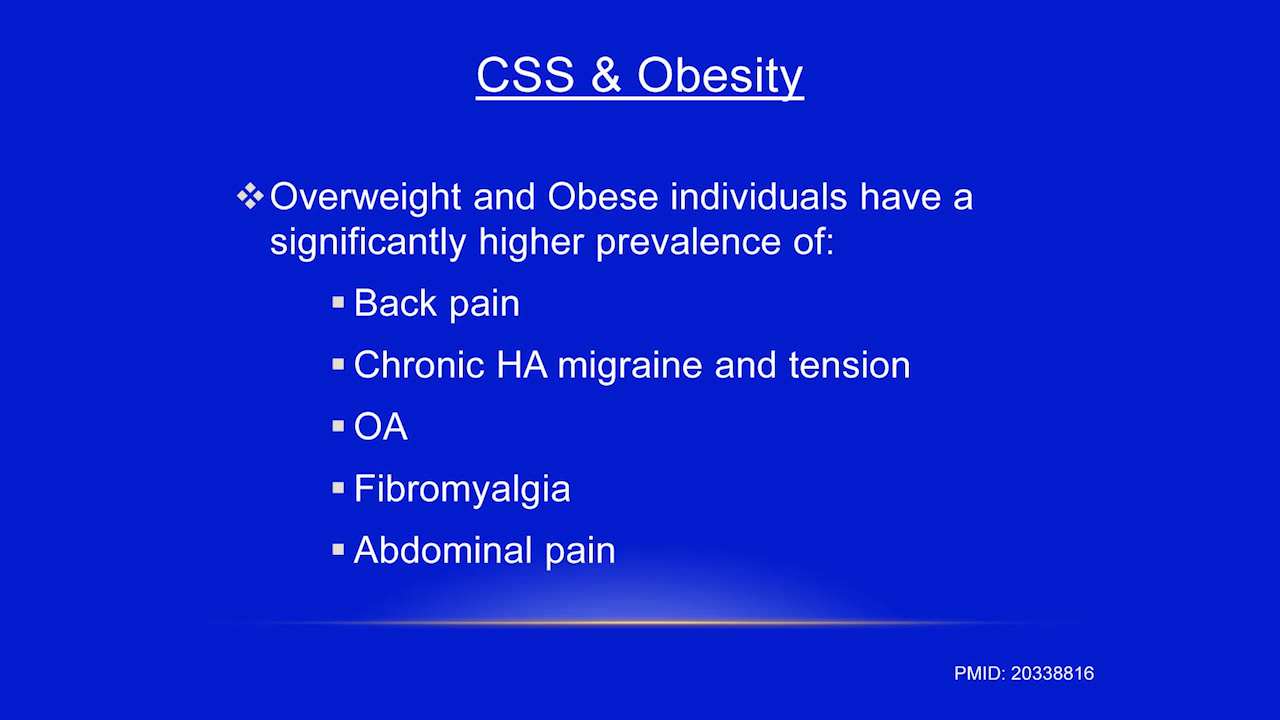 CSS & Obesity
❖Overweight and Obese individuals have a
significantly higher prevalence of:
▪ Back pain
▪ Chronic HA migraine and tension
▪ OA
▪ Fibromyalgia
▪ Abdominal pain
PMID: 20338816